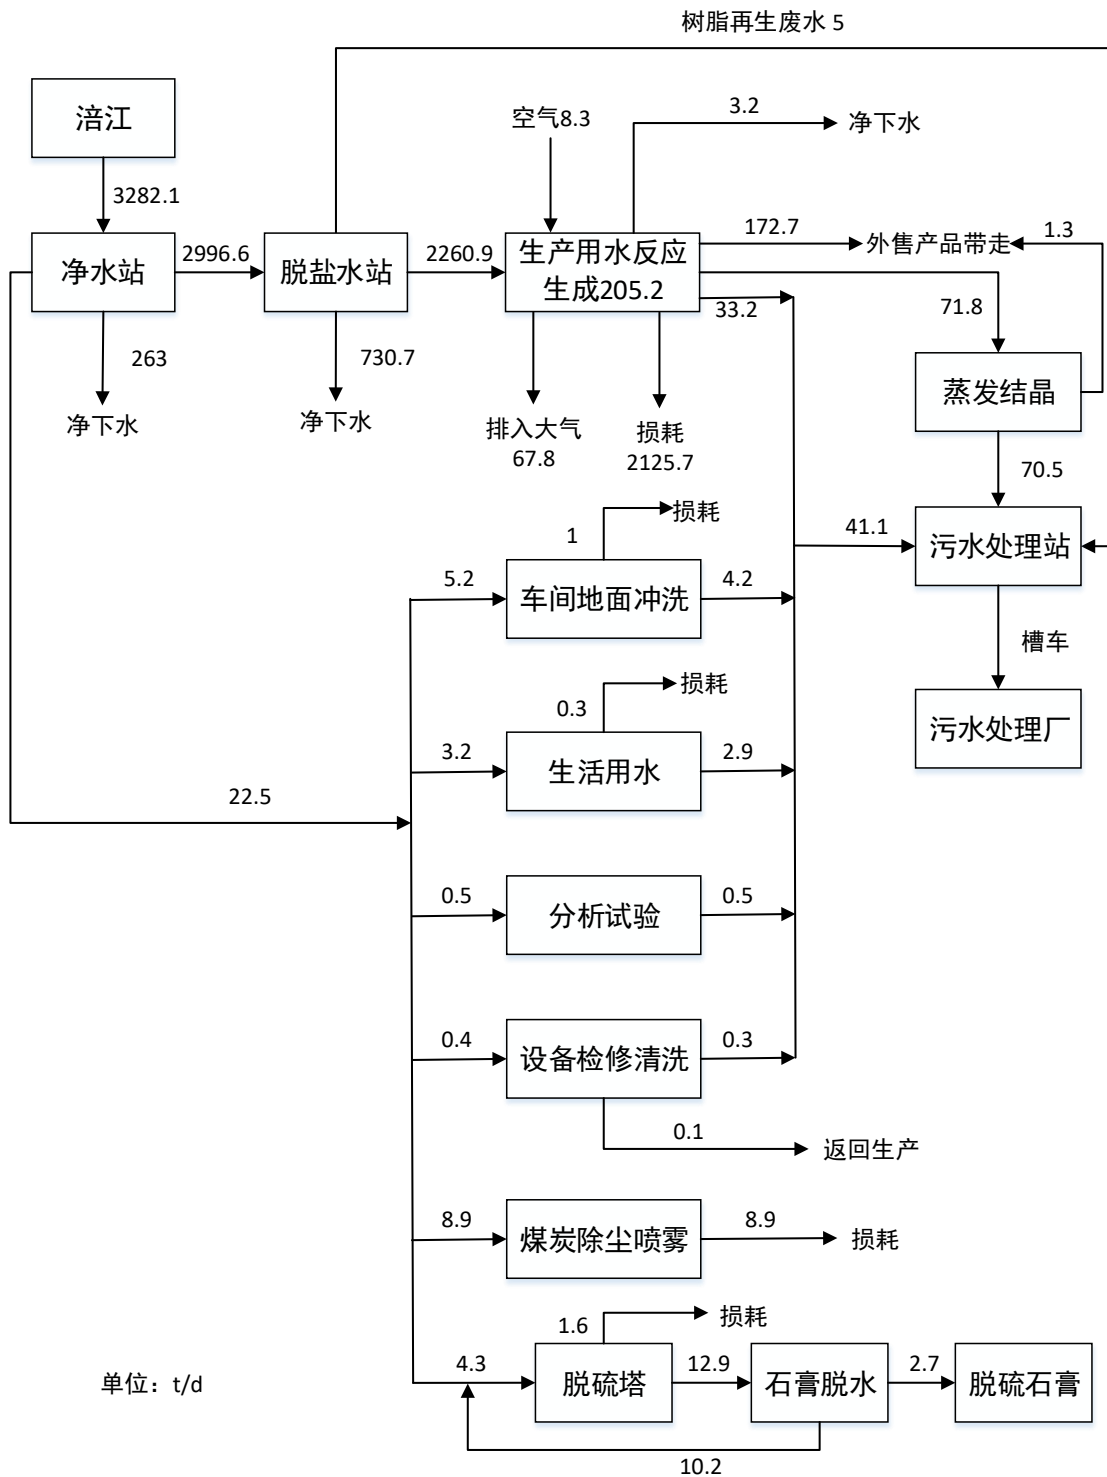 树脂再生废水 5
涪江
空气8.3
3.2
净下水
3282.1
172.7
外售产品带走
1.3
净水站
2996.6
脱盐水站
2260.9
生产用水反应
生成205.2
33.2
71.8
263
730.7
蒸发结晶
净下水
净下水
排入大气
67.8
损耗
2125.7
70.5
损耗
1
41.1
污水处理站
5.2
车间地面冲洗
4.2
槽车
损耗
0.3
污水处理厂
3.2
生活用水
2.9
22.5
0.5
分析试验
0.5
0.4
设备检修清洗
0.3
0.1
返回生产
8.9
煤炭除尘喷雾
8.9
损耗
1.6
损耗
单位：t/d
4.3
脱硫塔
12.9
石膏脱水
2.7
脱硫石膏
10.2